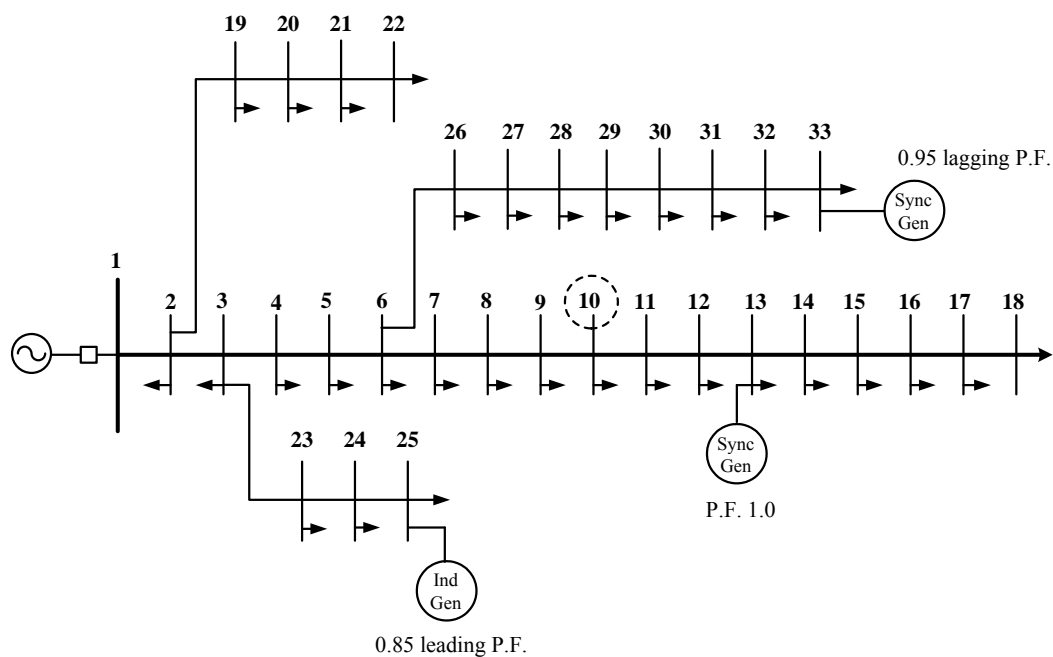 19 20 21 22
26 27 28 29 30 31 32 33
0.95 lagging P.F.
Sync
Gen
1
2 3 4 5 6 7 8 9 10 11 12 13 14 15 16 17 18
Sync
Gen
P.F. 1.0
23 24 25
Ind
Gen
0.85 leading P.F.